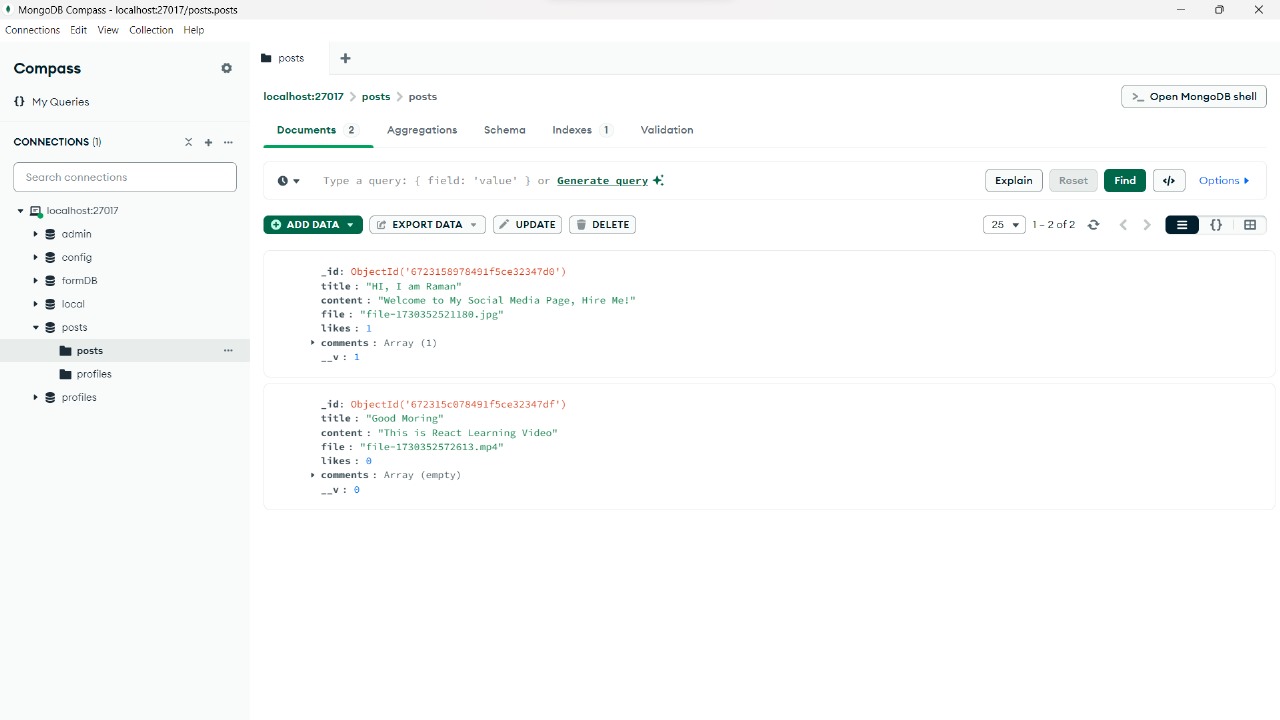 MongoDB Compass - localhost:27017/posts.posts
Connections Edit View Collection Help
Compass
{} My Queries
CONNECTIONS (1)
Search connections
localhost:27017
admin
config
formDB
local
posts
posts
profiles
profiles
posts
localhost:27017 > posts > posts
>_ Open MongoDB shell
Documents 2 Aggregations Schema Indexes 1 Validation
Type a query: { field: 'value' } or Generate query
Explain Reset Find </> Options
ADD DATA EXPORT DATA UPDATE DELETE
25 1 – 2 of 2 {}
_id: ObjectId('6723158978491f5ce32347d0')
title : "HI, I am Raman"
content : "Welcome to My Social Media Page, Hire Me!"
file : "file-1730352521180.jpg"
likes : 1
comments : Array (1)
__v : 1
_id: ObjectId('672315c078491f5ce32347df')
title : "Good Moring"
content : "This is React Learning Video"
file : "file-1730352572613.mp4"
likes : 0
comments : Array (empty)
__v : 0